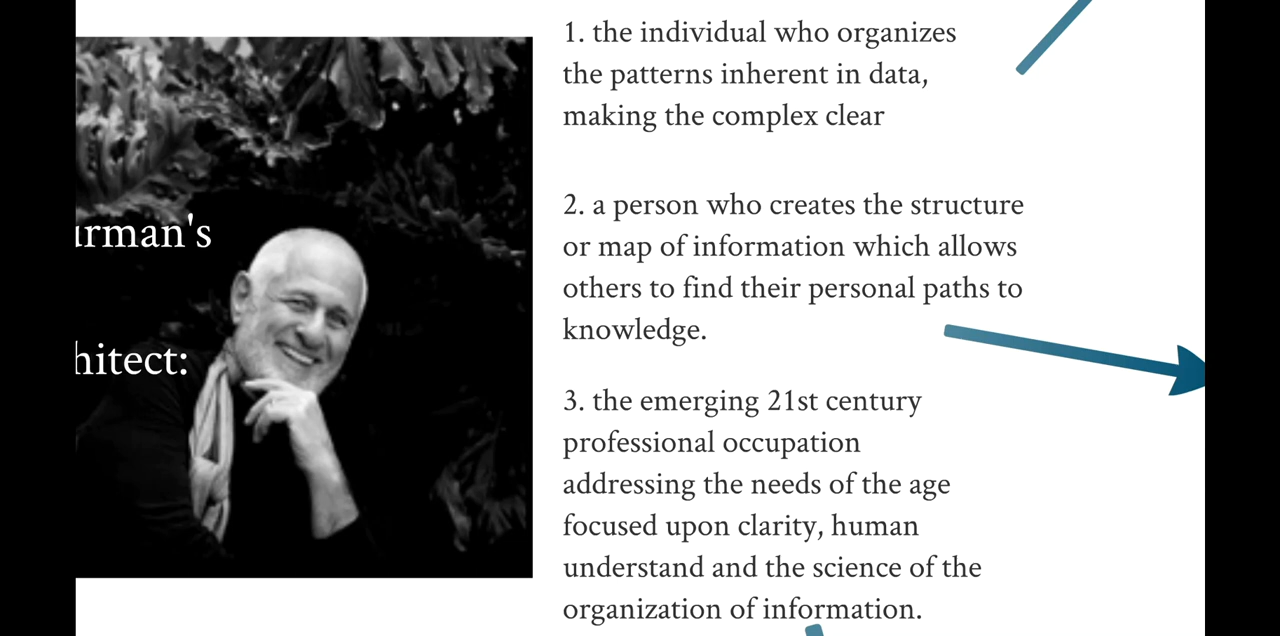 urman's
hitect:
1. the individual who organizes
the patterns inherent in data,
making the complex clear
2. a person who creates the structure
or map of information which allows
others to find their personal paths to
knowledge.
3. the emerging 21st century
professional occupation
addressing the needs of the age
focused upon clarity, human
understand and the science of the
organization of information.